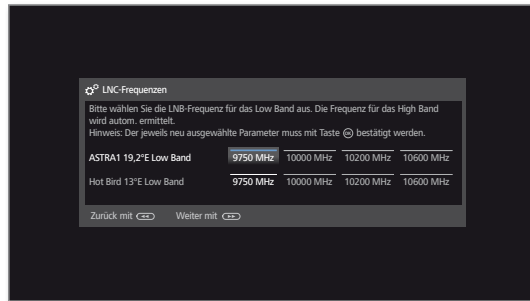 LNC-Frequenzen
Bitte wählen Sie die LNB-Frequenz für das Low Band aus. Die Frequenz für das High Band
wird autom. ermittelt.
Hinweis: Der jeweils neu ausgewählte Parameter muss mit Taste OK bestätigt werden.
ASTRA1 19,2°E Low Band 9750 MHz 10000 MHz 10200 MHz 10600 MHz
Hot Bird 13°E Low Band 9750 MHz 10000 MHz 10200 MHz 10600 MHz
Zurück mit Weiter mit